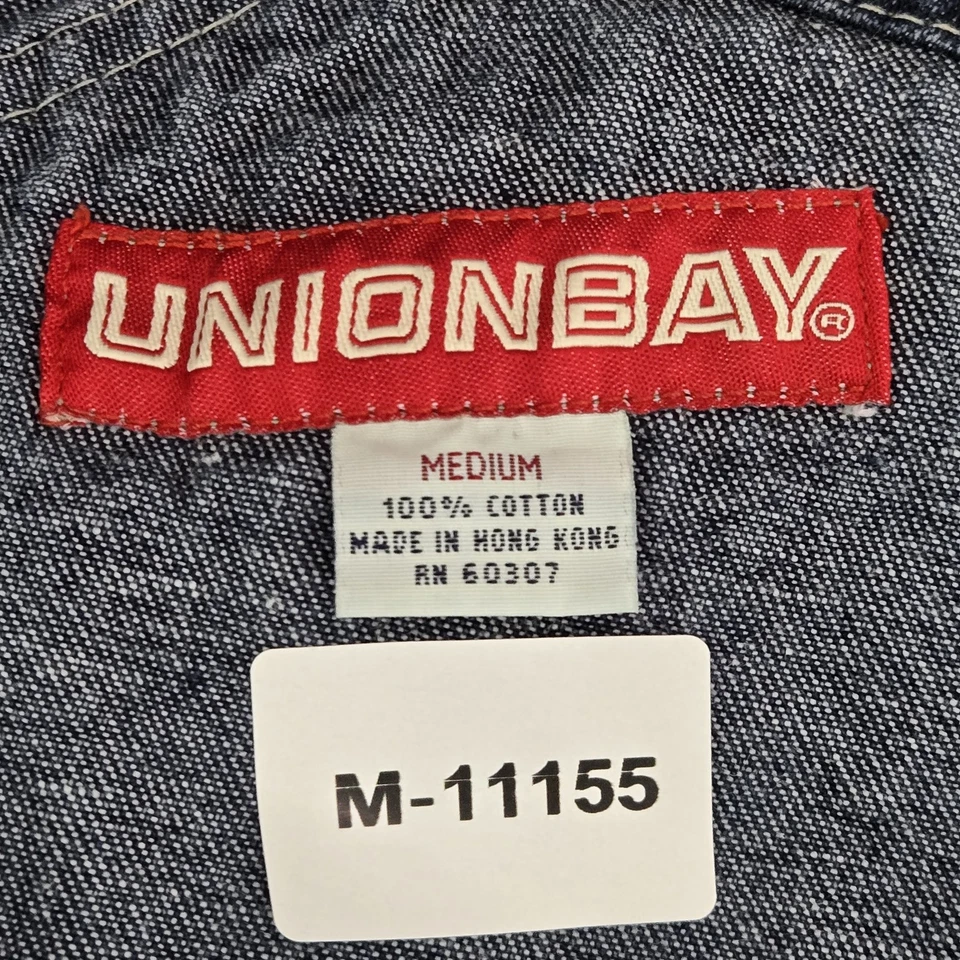 UNIONBAY®
MEDIUM
100% COTTON
MADE IN HONG KONG
RN 60307
M-11155